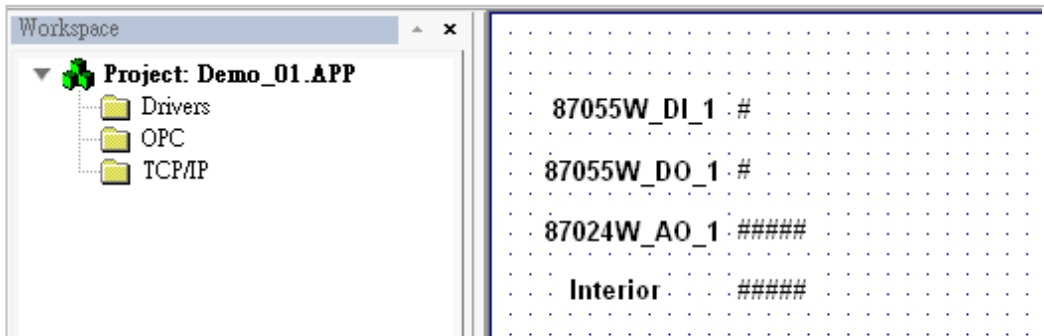 Workspace
Project: Demo_01.APP
Drivers
OPC
TCP/IP
87055W_DI_1 #
87055W_DO_1 #
87024W_AO_1 #####
Interior #####